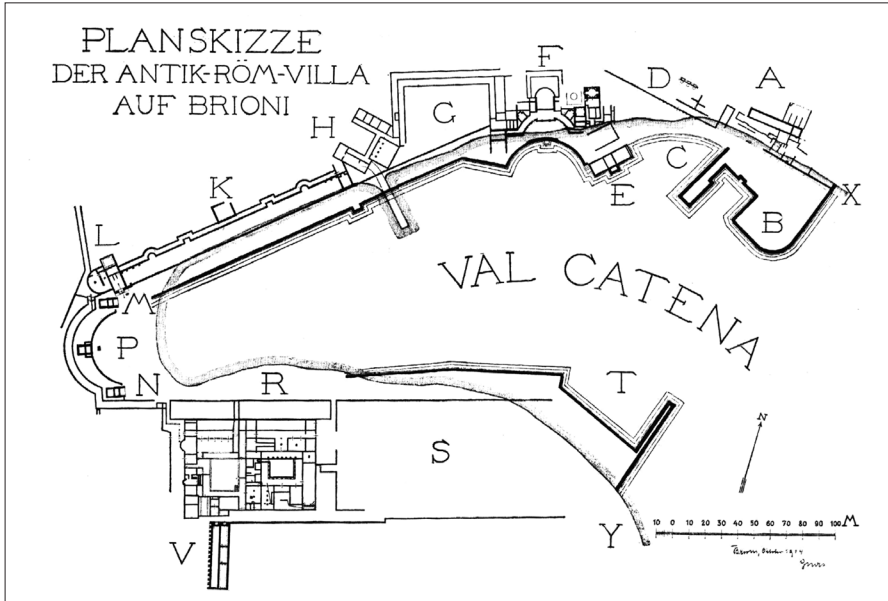 PLANSKIZZE
DER ANTIK-RÖM-VILLA
AUF BRIONI
F
D
A
G
H
C
K
E
X
B
L
VAL CATENA
M
P
T
N
R
N
S
Y
10 0 10 20 30 40 50 60 70 80 90 100 M
V